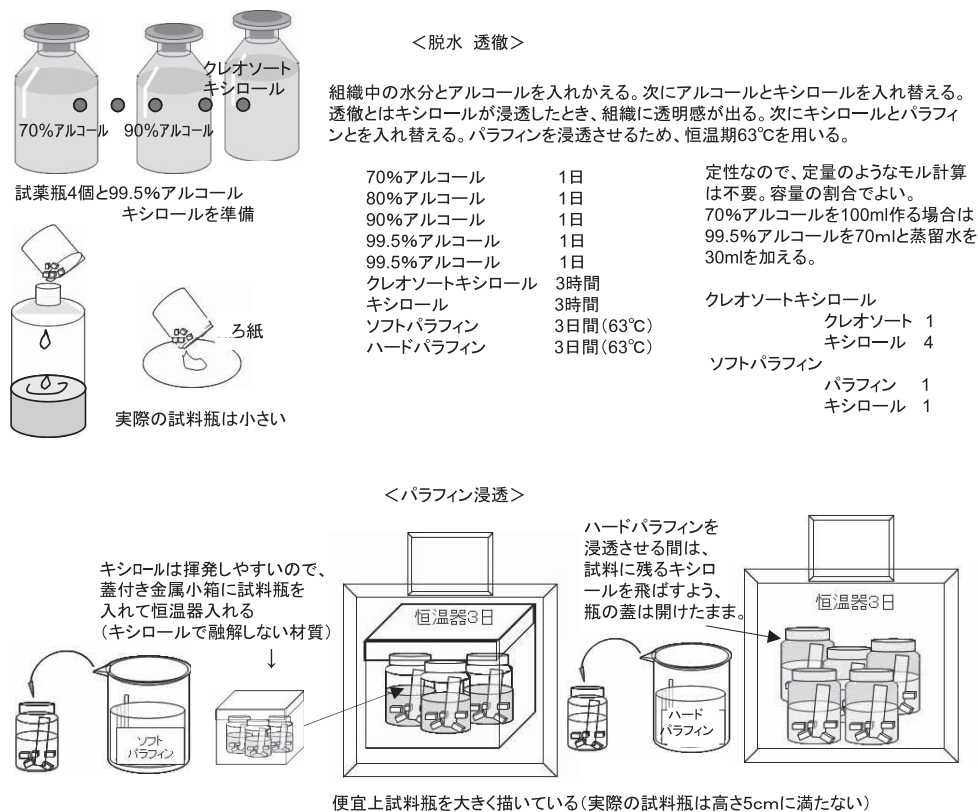 ＜脱水 透徹＞
クレオソート
キシロール
70%アルコール
90%アルコール
試薬瓶4個と99.5%アルコール
キシロールを準備
組織中の水分とアルコールを入れかえる。次にアルコールとキシロールを入れ替える。
透徹とはキシロールが浸透したとき、組織に透明感が出る。次にキシロールとパラフィ
ンとを入れ替える。パラフィンを浸透させるため、恒温期63℃を用いる。
70%アルコール 1日
80%アルコール 1日
90%アルコール 1日
99.5%アルコール 1日
99.5%アルコール 1日
クレオソートキシロール 3時間
キシロール 3時間
ソフトパラフィン 3日間(63℃)
ハードパラフィン 3日間(63℃)
定性なので、定量のようなモル計算
は不要。容量の割合でよい。
70%アルコールを100ml作る場合は
99.5%アルコールを70mlと蒸留水を
30mlを加える。
クレオソートキシロール
クレオソート 1
キシロール 4
ソフトパラフィン
パラフィン 1
キシロール 1
ろ紙
実際の試料瓶は小さい
＜パラフィン浸透＞
キシロールは揮発しやすいので、
蓋付き金属小箱に試料瓶を
入れて恒温器入れる
(キシロールで融解しない材質)
↓
ソフト
パラフィン
恒温器3日
ハードパラフィンを
浸透させる間は、
試料に残るキシロ
ールを飛ばすよう、
瓶の蓋は開けたまま。
ハード
パラフィン
恒温器3日
便宜上試料瓶を大きく描いている(実際の試料瓶は高さ5cmに満たない)